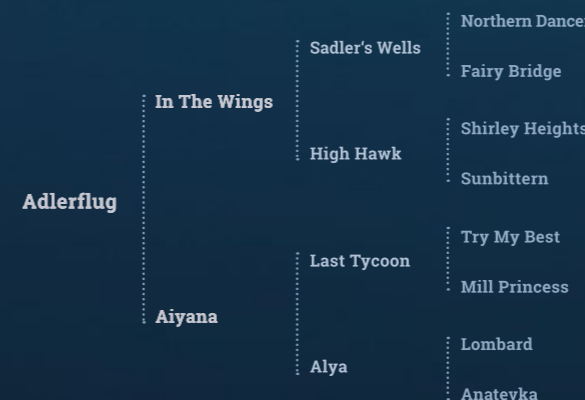 Northern Dance
Sadler's Wells
Fairy Bridge
In The Wings
Shirley Heights
High Hawk
Sunbittern
Adlerflug
Try My Best
Last Tycoon
Mill Princess
Aiyana
Lombard
Alya
Anatevka